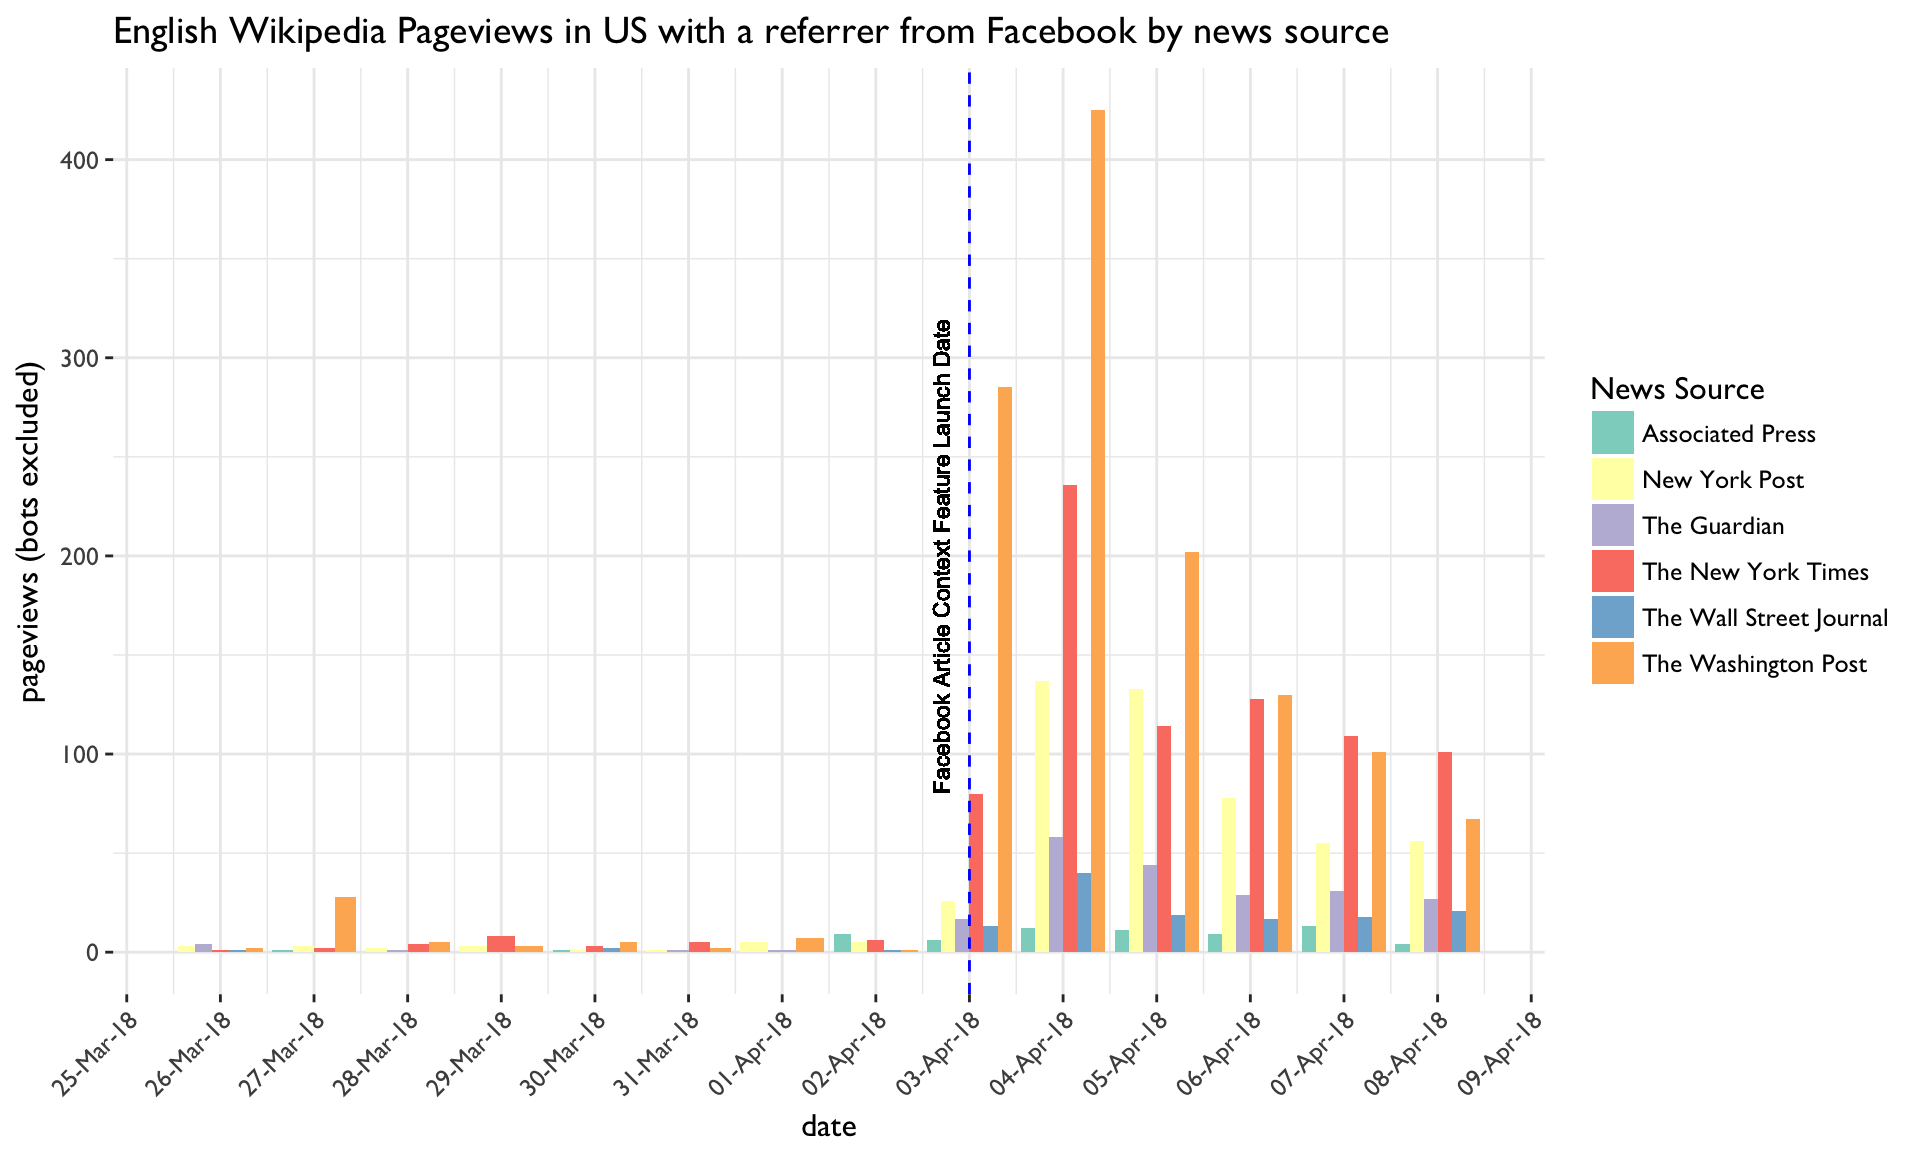 English Wikipedia Pageviews in US with a referrer from Facebook by news source
pageviews (bots excluded)
400
300
200
100
0
Facebook Article Context Feature Launch Date
25-Mar-18
26-Mar-18
27-Mar-18
28-Mar-18
29-Mar-18
30-Mar-18
31-Mar-18
01-Apr-18
02-Apr-18
03-Apr-18
04-Apr-18
05-Apr-18
06-Apr-18
07-Apr-18
08-Apr-18
09-Apr-18
date
News Source
Associated Press
New York Post
The Guardian
The New York Times
The Wall Street Journal
The Washington Post